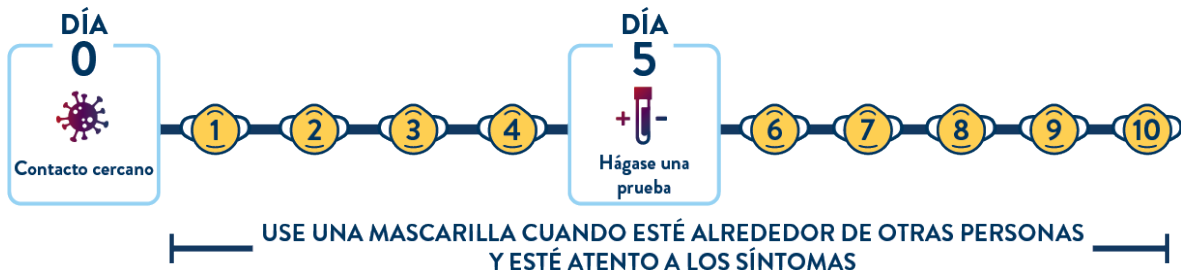 DÍA
0
Contacto cercano
1
2
3
4
DÍA
5
+ -
Hágase una
prueba
6
7
8
9
10
USE UNA MASCARILLA CUANDO ESTÉ ALREDEDOR DE OTRAS PERSONAS
Y ESTÉ ATENTO A LOS SÍNTOMAS